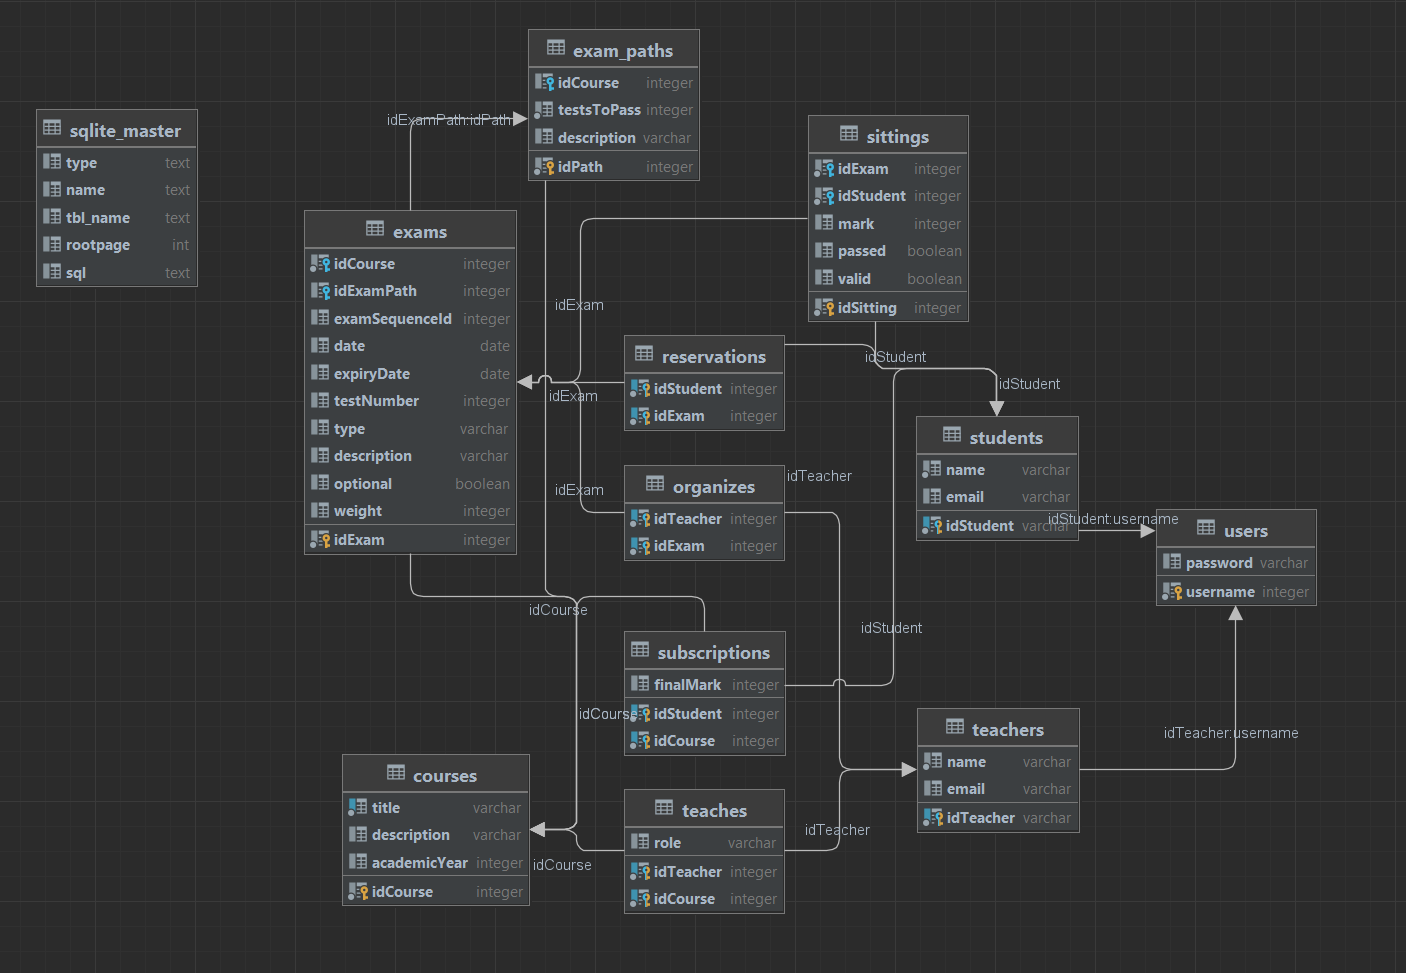 exam_paths
idCourse integer
testsToPass integer
description varchar
idPath integer
idExamPath:idPath
sqlite_master
type text
name text
tbl_name text
rootpage int
sql text
sittings
idExam integer
idStudent integer
mark integer
passed boolean
valid boolean
idSitting integer
exams
idCourse integer
idExamPath integer
examSequenceId integer
date date
expiryDate date
testNumber integer
type varchar
description varchar
optional boolean
weight integer
idExam integer
idExam
reservations
idStudent integer
idExam integer
idStudent
idStudent
idExam
students
name varchar
email varchar
idStudent varchar
idStudent:username
organizes
idTeacher integer
idExam integer
idTeacher
idExam
users
password varchar
username integer
idCourse
idStudent
subscriptions
finalMark integer
idStudent integer
idCourse integer
idCourse
teachers
name varchar
email varchar
idTeacher varchar
idTeacher:username
courses
title varchar
description varchar
academicYear integer
idCourse integer
teaches
role varchar
idTeacher integer
idCourse integer
idTeacher
idCourse